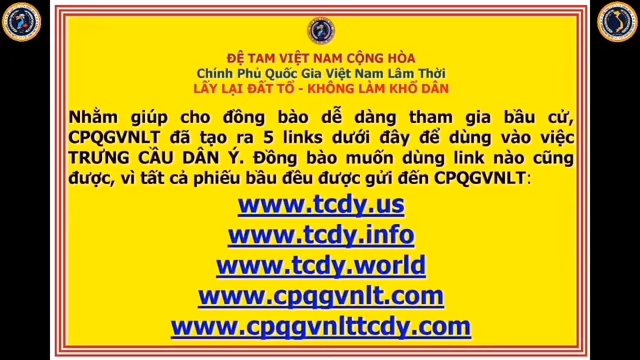 ĐỆ TAM VIỆT NAM CỘNG HÒA
Chính Phủ Quốc Gia Việt Nam Lâm Thời
LẤY LẠI ĐẤT TỔ - KHÔNG LÀM KHỔ DÂN
Nhằm giúp cho đồng bào dễ dàng tham gia bầu cử,
CPQGVNLT đã tạo ra 5 links dưới đây để dùng vào việc
TRƯNG CẦU DÂN Ý. Đồng bào muốn dùng link nào cũng
được, vì tất cả phiếu bầu đều được gửi đến CPQGVNLT:
www.tcdy.us
www.tcdy.info
www.tcdy.world
www.cpqgvnlt.com
www.cpqgvnlttcdy.com